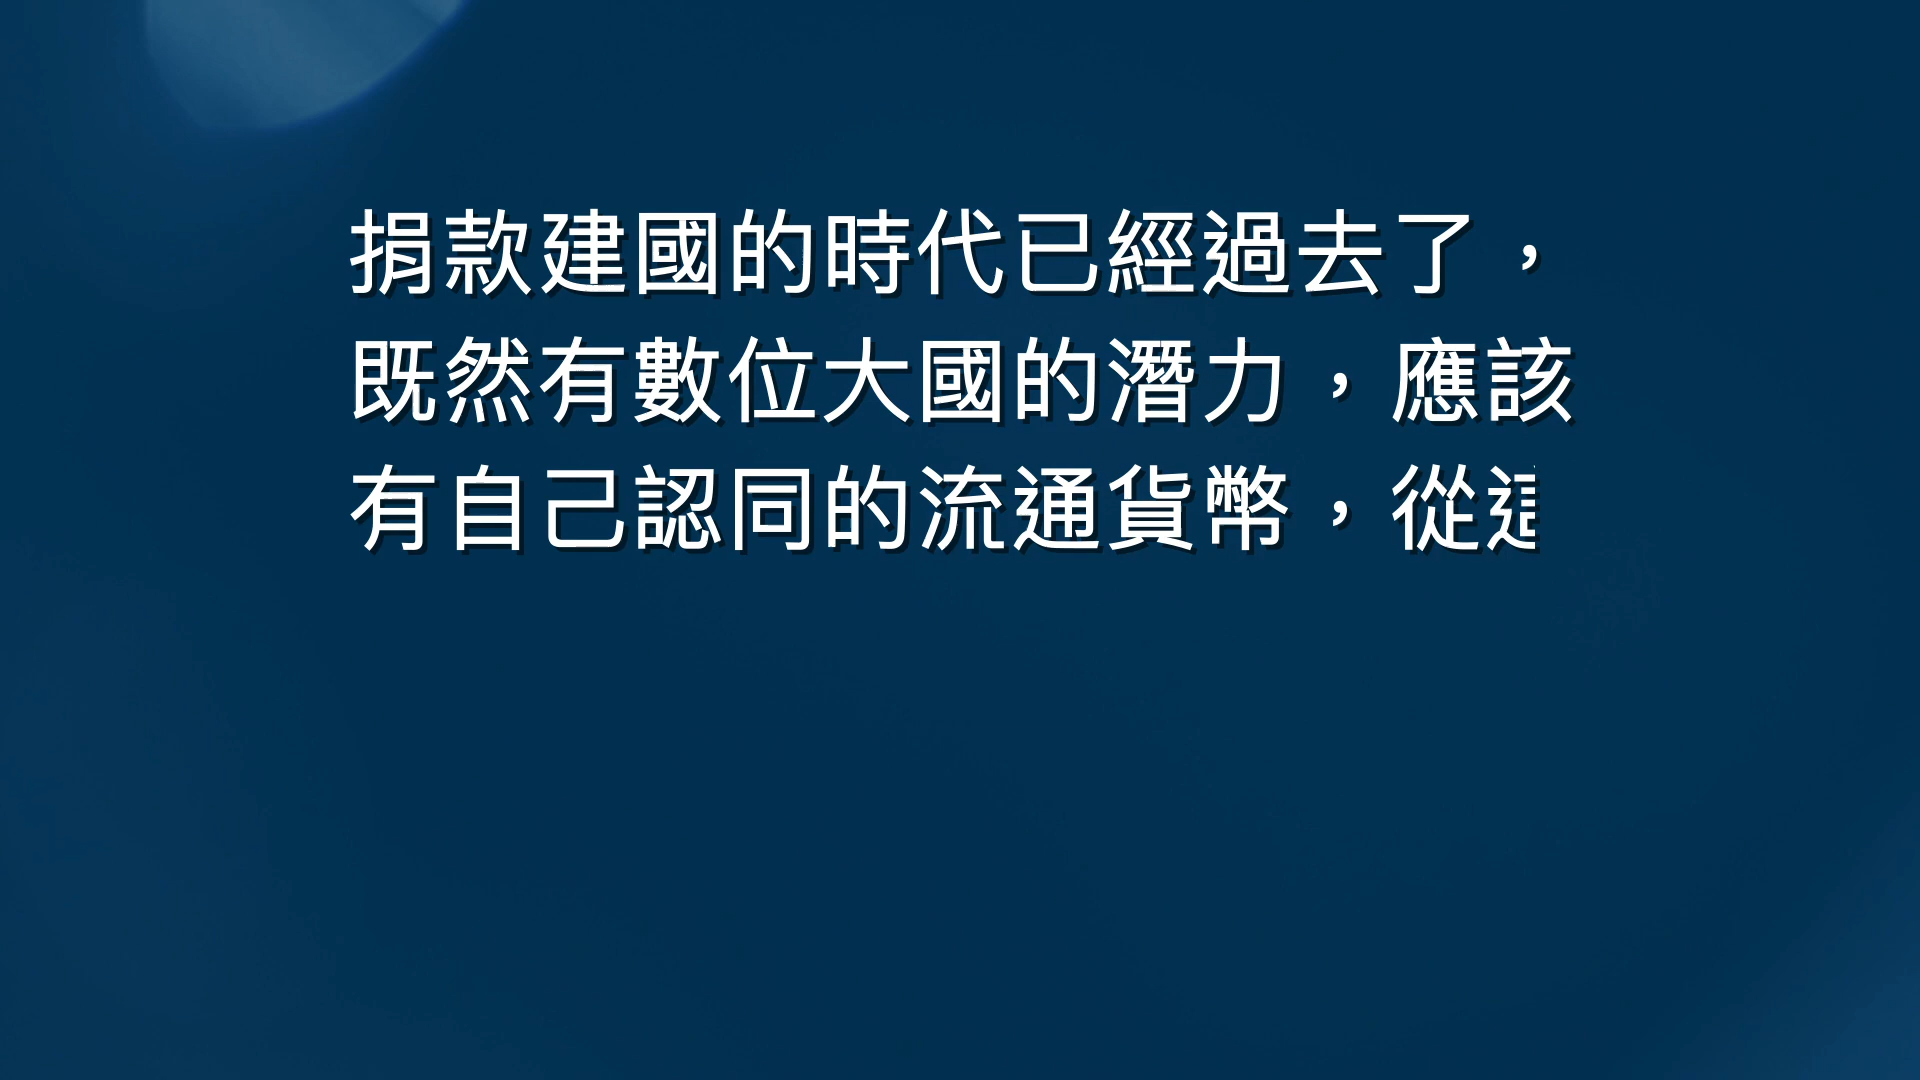 捐款建國的時代已經過去了，
既然有數位大國的潛力，應該
有自己認同的流通貨幣，從